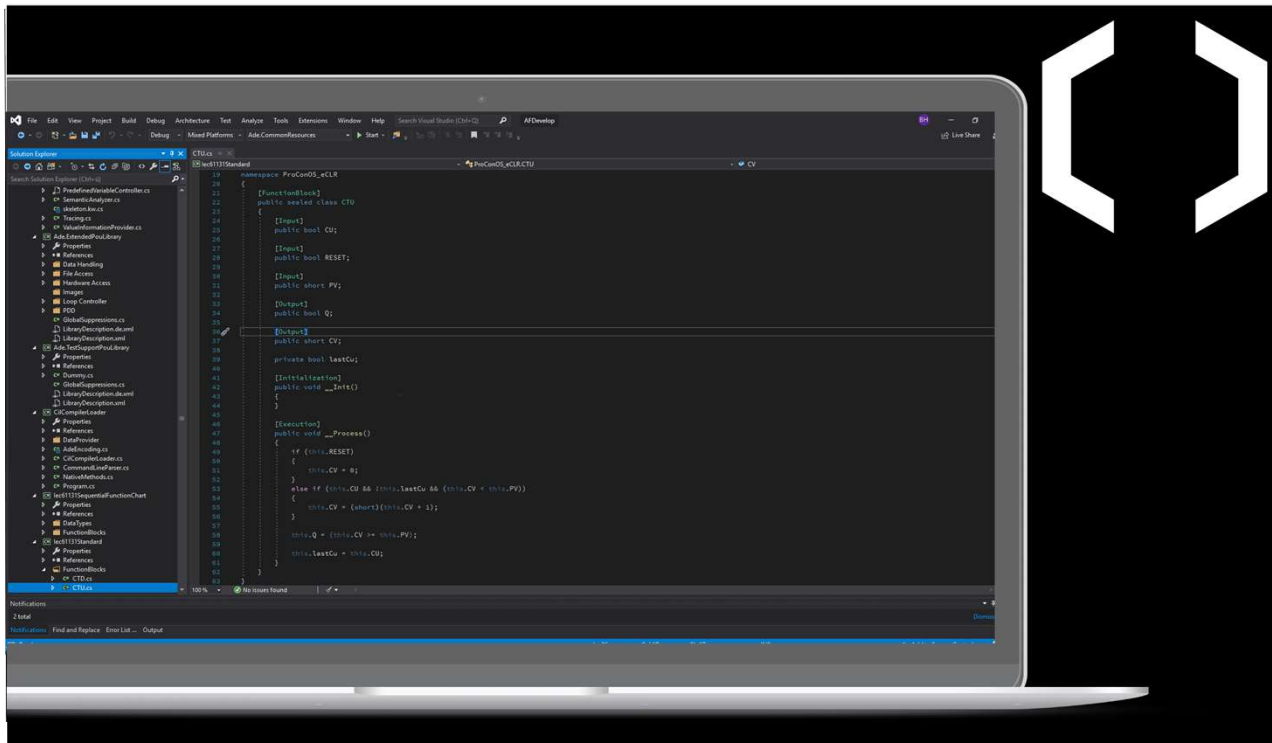 File Edit View Project Build Debug Architecture Test Analyze Tools Extensions Window Help Search Visual Studio (Ctrl+Q) AFDevelop BH
Debug Mixed Platforms Ade.CommonResources Start Live Share
Solution Explorer
Search Solution Explorer (Ctrl+ü)
PredefinedVariableController.cs
SemanticAnalyzer.cs
skeleton.kw.cs
Tracing.cs
ValueInformationProvider.cs
Ade.ExtendedPouLibrary
Properties
References
Data Handling
File Access
Hardware Access
Images
Loop Controller
PDD
GlobalSuppressions.cs
LibraryDescription.de.xml
LibraryDescription.xml
Ade.TestSupportPouLibrary
Properties
References
Dummy.cs
GlobalSuppressions.cs
LibraryDescription.de.xml
LibraryDescription.xml
CilCompilerLoader
Properties
References
DataProvider
AdeEncoding.cs
CilCompilerLoader.cs
CommandLineParser.cs
NativeMethods.cs
Program.cs
Iec61131SequentialFunctionChart
Properties
References
DataTypes
FunctionBlocks
Iec61131Standard
Properties
References
FunctionBlocks
CTD.cs
CTU.cs
CTU.cs
Iec61131Standard ProConOS_eCLR.CTU CV
19 namespace ProConOS_eCLR
20 {
21 [FunctionBlock]
22 public sealed class CTU
23 {
24 [Input]
25 public bool CU;
26
27 [Input]
28 public bool RESET;
29
30 [Input]
31 public short PV;
32
33 [Output]
34 public bool Q;
35
36 [Output]
37 public short CV;
38
39 private bool lastCu;
40
41 [Initialization]
42 public void __Init()
43 {
44 }
45
46 [Execution]
47 public void __Process()
48 {
49 if (this.RESET)
50 {
51 this.CV = 0;
52 }
53 else if (this.CU && !this.lastCu && (this.CV < this.PV))
54 {
55 this.CV = (short)(this.CV + 1);
56 }
57
58 this.Q = (this.CV >= this.PV);
59
60 this.lastCu = this.CU;
61 }
62 }
63 }
100 % No issues found
Notifications
2 total
Notifications Find and Replace Error List ... Output